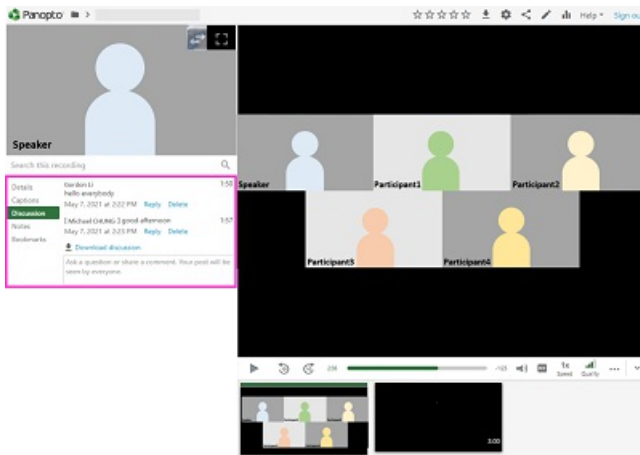 Panopto
Help
Sign ou
Speaker
Search this recording
Details
Captions
Discussion
Notes
Bookmarks
Gordon LI 1:58
hello everybody
May 7, 2021 at 2:22 PM Reply Delete
[ Michael CHUNG ] good afternoon 1:57
May 7, 2021 at 2:23 PM Reply Delete
Download discussion
Ask a question or share a comment. Your post will be
seen by everyone.
Speaker
Participant1
Participant2
Participant3
Participant4
1x
Speed
Quality
3:00